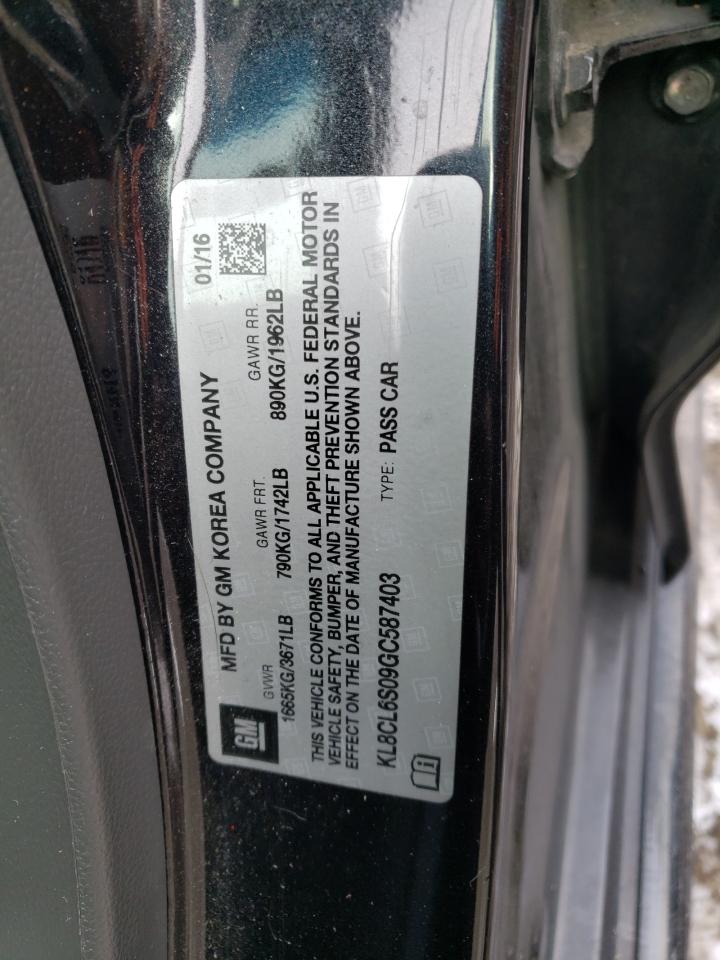 MFD BY GM KOREA COMPANY 01/16
GM
GVWR GAWR FRT. GAWR RR.
1665KG/3671LB 790KG/1742LB 890KG/1962LB
THIS VEHICLE CONFORMS TO ALL APPLICABLE U.S. FEDERAL MOTOR
VEHICLE SAFETY, BUMPER, AND THEFT PREVENTION STANDARDS IN
EFFECT ON THE DATE OF MANUFACTURE SHOWN ABOVE.
KL8CL6S09GC587403 TYPE: PASS CAR